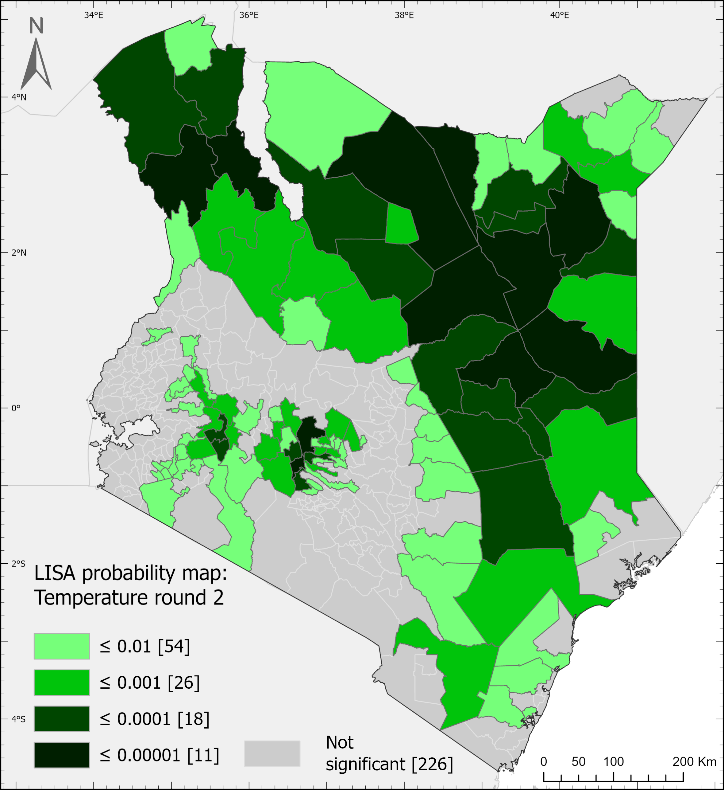 34°E 36°E 38°E 40°E
N
4°N
2°N
0°
2°S
4°S
LISA probability map:
Temperature round 2
≤ 0.01 [54]
≤ 0.001 [26]
≤ 0.0001 [18]
≤ 0.00001 [11]
Not
significant [226]
0 50 100 200 Km